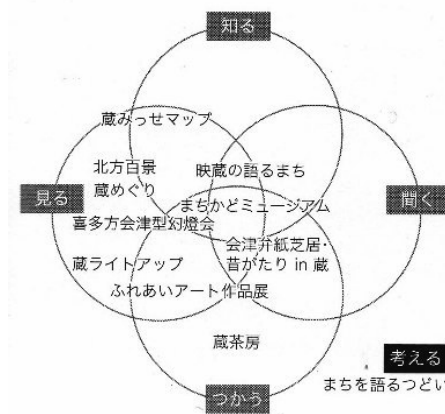 知る
蔵みっせマップ
北方百景
蔵めぐり
映蔵の語るまち
見る
聞く
まちかどミュージアム
喜多方会津型幻燈会
会津弁紙芝居・
昔がたり in 蔵
蔵ライトアップ
ふれあいアート作品展
蔵茶房
考える
まちを語るつどい
つかう